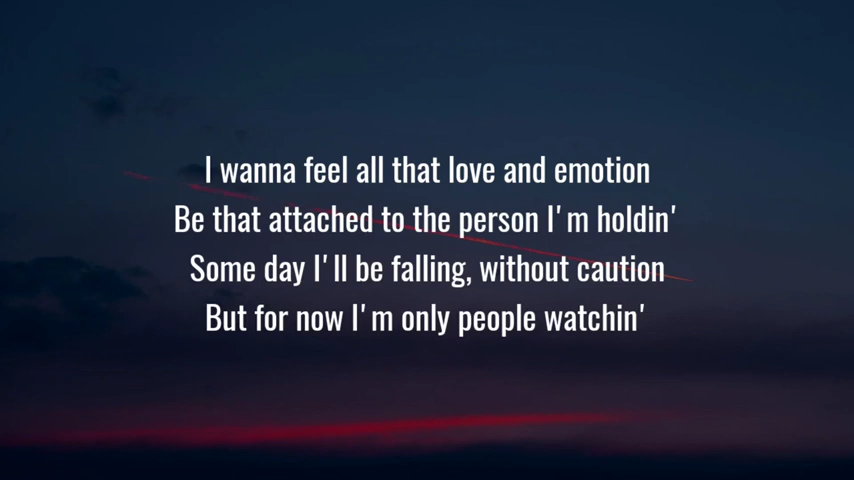 I wanna feel all that love and emotion
Be that attached to the person I'm holdin'
Some day I'll be falling, without caution
But for now I'm only people watchin'